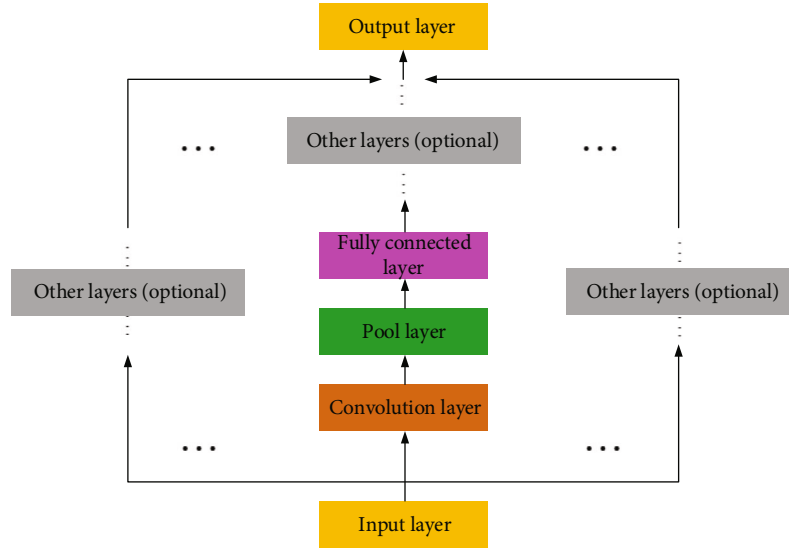 Output layer
Other layers (optional)
Fully connected
layer
Other layers (optional)
Other layers (optional)
Pool layer
Convolution layer
Input layer